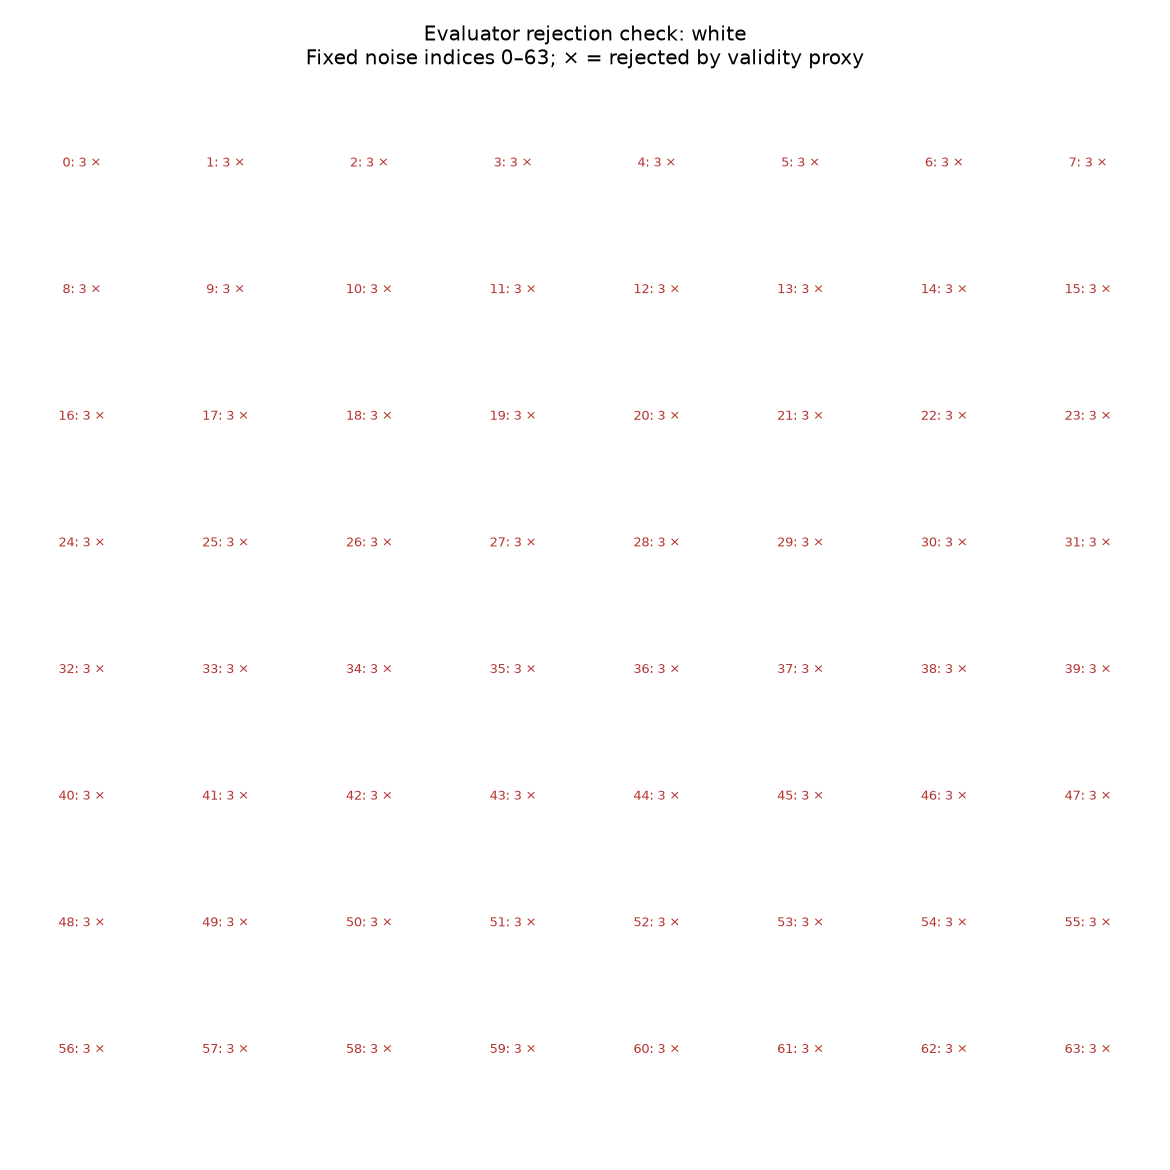 Evaluator rejection check: white
Fixed noise indices 0–63; × = rejected by validity proxy
0: 3 × 1: 3 × 2: 3 × 3: 3 × 4: 3 × 5: 3 × 6: 3 × 7: 3 ×
8: 3 × 9: 3 × 10: 3 × 11: 3 × 12: 3 × 13: 3 × 14: 3 × 15: 3 ×
16: 3 × 17: 3 × 18: 3 × 19: 3 × 20: 3 × 21: 3 × 22: 3 × 23: 3 ×
24: 3 × 25: 3 × 26: 3 × 27: 3 × 28: 3 × 29: 3 × 30: 3 × 31: 3 ×
32: 3 × 33: 3 × 34: 3 × 35: 3 × 36: 3 × 37: 3 × 38: 3 × 39: 3 ×
40: 3 × 41: 3 × 42: 3 × 43: 3 × 44: 3 × 45: 3 × 46: 3 × 47: 3 ×
48: 3 × 49: 3 × 50: 3 × 51: 3 × 52: 3 × 53: 3 × 54: 3 × 55: 3 ×
56: 3 × 57: 3 × 58: 3 × 59: 3 × 60: 3 × 61: 3 × 62: 3 × 63: 3 ×